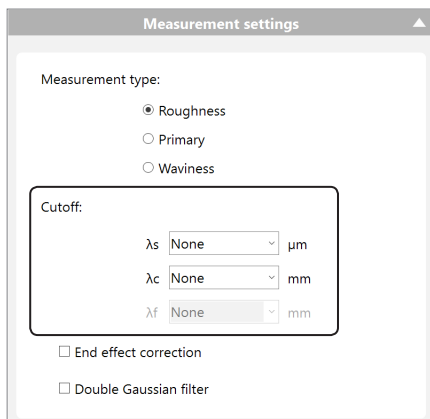 Measurement settings
Measurement type:
Roughness
Primary
Waviness
Cutoff:
λs None µm
λc None mm
λf None mm
End effect correction
Double Gaussian filter